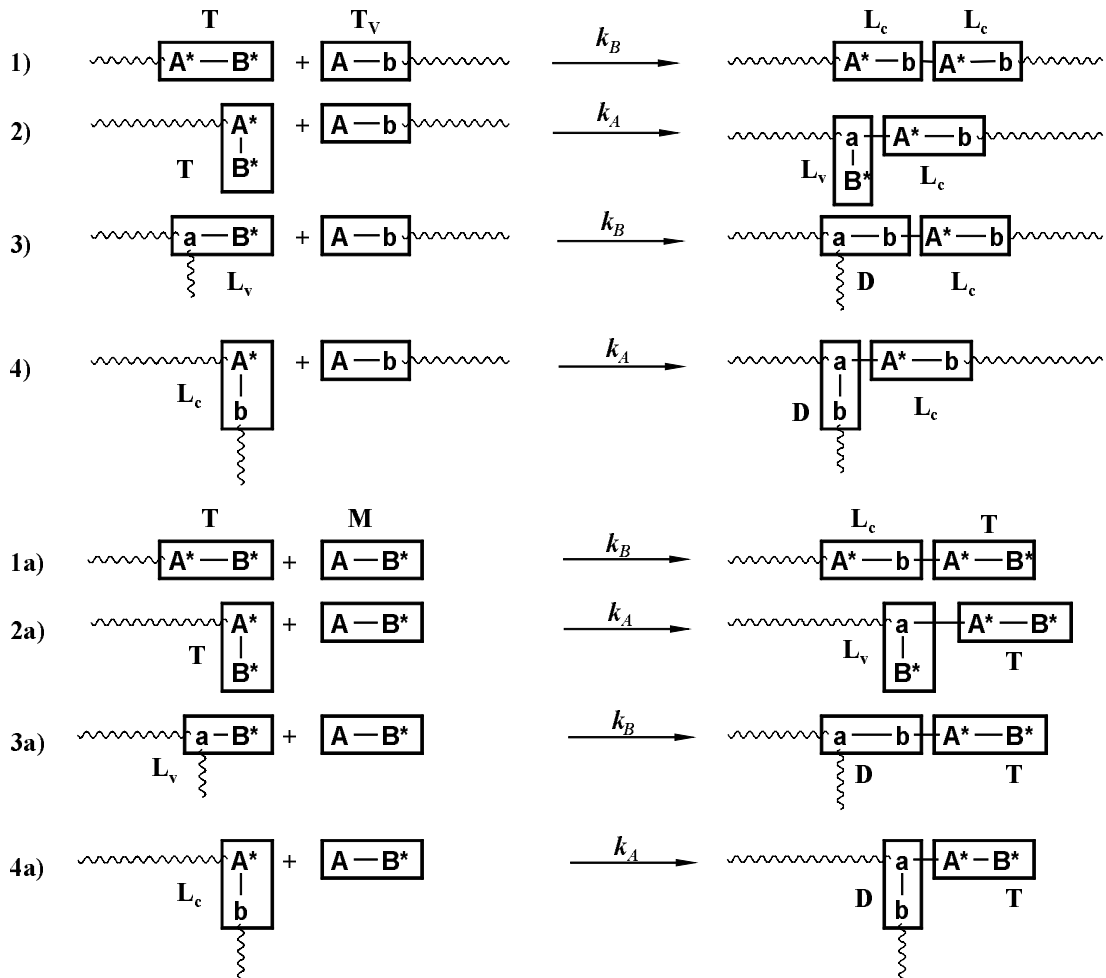 T T_V L_c L_c
1) A* — B* + A — b k_B A* — b A* — b
2) A* B* T + A — b k_A a B* L_v A* — b L_c
3) a — B* L_v + A — b k_B a — b D A* — b L_c
4) A* b L_c + A — b k_A a b D A* — b L_c
T M L_c T
1a) A* — B* + A — B* k_B A* — b A* — B*
2a) A* B* T + A — B* k_A a B* L_v A* — B* T
3a) a — B* L_v + A — B* k_B a — b D A* — B* T
4a) A* b L_c + A — B* k_A a b D A* — B* T